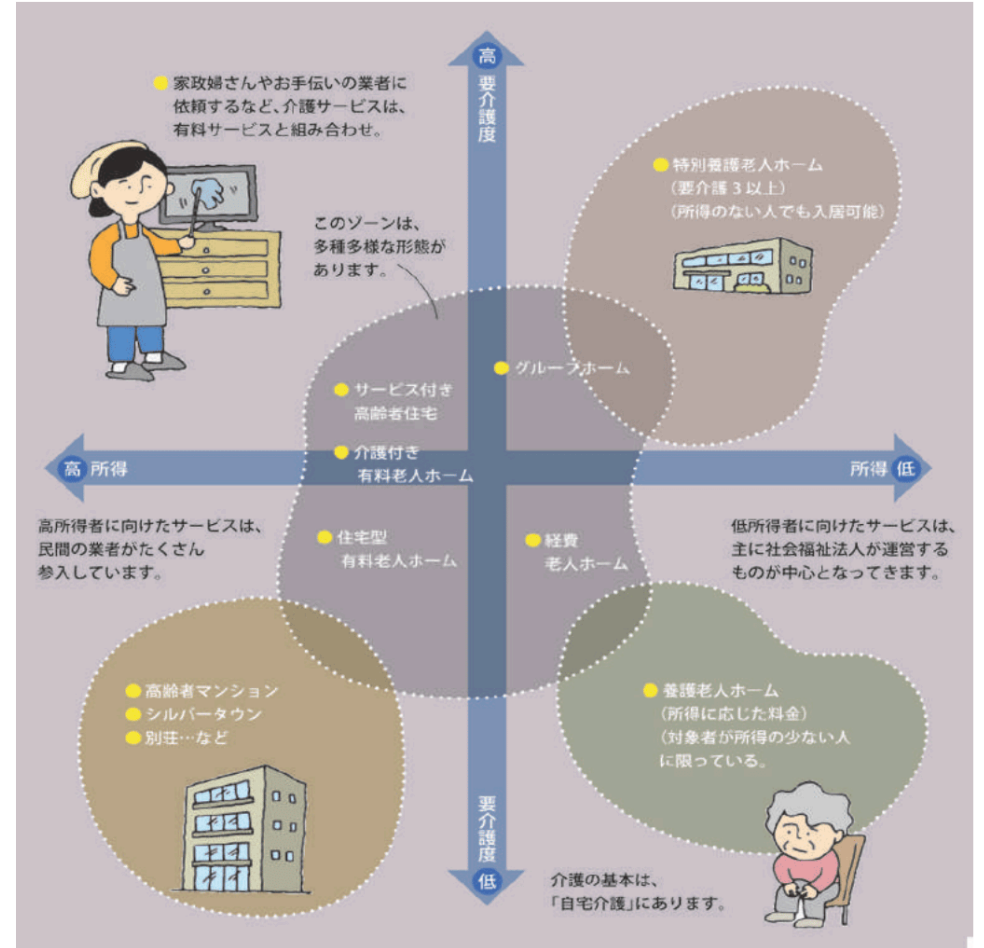 高
要介護度
家政婦さんやお手伝いの業者に
依頼するなど、介護サービスは、
有料サービスと組み合わせ。
特別養護老人ホーム
（要介護３以上）
（所得のない人でも入居可能）
このゾーンは、
多種多様な形態が
あります。
グループホーム
サービス付き
高齢者住宅
介護付き
有料老人ホーム
高 所得
所得 低
高所得者に向けたサービスは、
民間の業者がたくさん
参入しています。
住宅型
有料老人ホーム
経費
老人ホーム
低所得者に向けたサービスは、
主に社会福祉法人が運営する
ものが中心となってきます。
高齢者マンション
シルバータウン
別荘…など
養護老人ホーム
（所得に応じた料金）
（対象者が所得の少ない人
に限っている。
要介護度
低
介護の基本は、
「自宅介護」にあります。